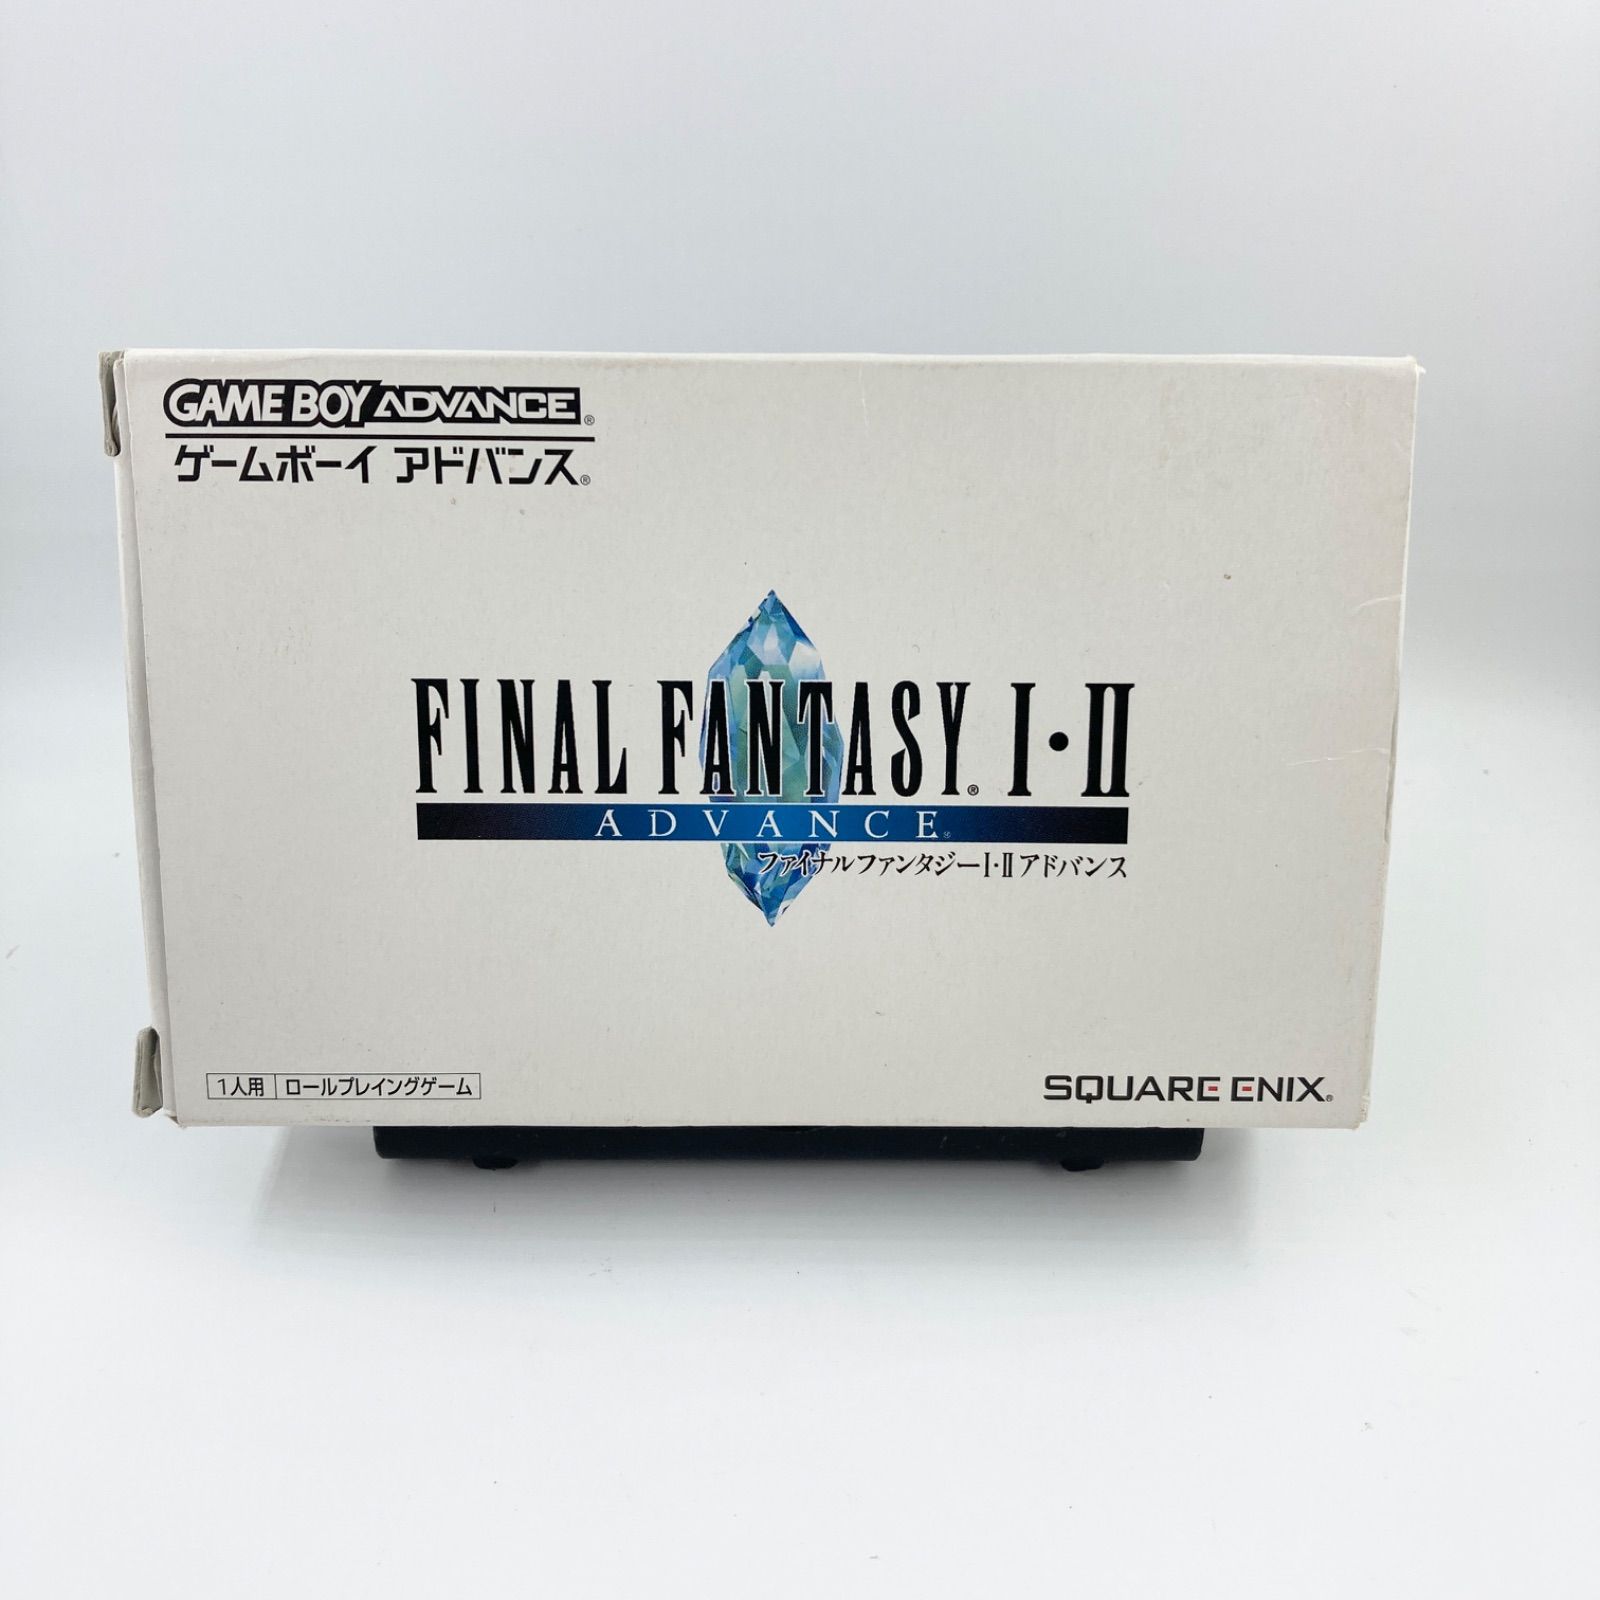 GAME BOY ADVANCE®
ゲームボーイ アドバンス®
FINAL FANTASY® I・II
ADVANCE®
ファイナルファンタジーI・IIアドバンス
1人用 ロールプレイングゲーム
SQUARE ENIX®